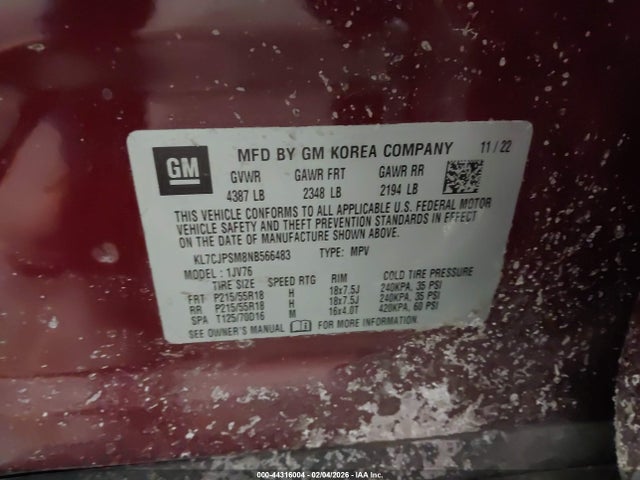 GM
MFD BY GM KOREA COMPANY 11/22
GVWR GAWR FRT GAWR RR
4387 LB 2348 LB 2194 LB
THIS VEHICLE CONFORMS TO ALL APPLICABLE U.S. FEDERAL MOTOR
VEHICLE SAFETY AND THEFT PREVENTION STANDARDS IN EFFECT
ON THE DATE OF MANUFACTURE SHOWN ABOVE.
KL7CJPSM8NB566483 TYPE: MPV
MODEL: 1JV76
TIRE SIZE SPEED RTG RIM COLD TIRE PRESSURE
FRT P215/55R18 H 18x7.5J 240KPA, 35 PSI
RR P215/55R18 H 18x7.5J 240KPA, 35 PSI
SPA T125/70D16 M 16x4.0T 420KPA, 60 PSI
SEE OWNER'S MANUAL FOR MORE INFORMATION.
000-44316004 - 02/04/2026 - IAA Inc.